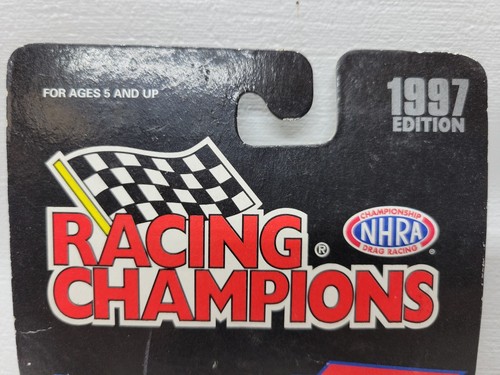 FOR AGES 5 AND UP
1997
EDITION
RACING
CHAMPIONS
®
CHAMPIONSHIP
NHRA
DRAG RACING